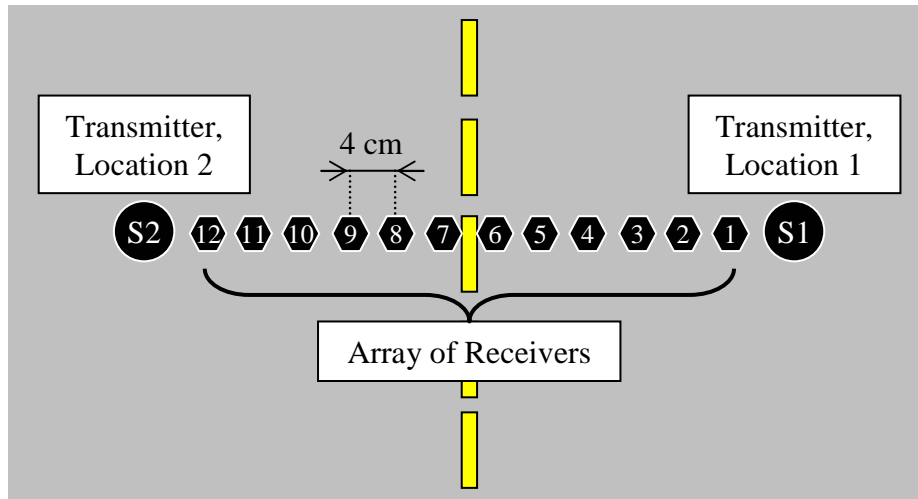 Transmitter,
Location 2
Transmitter,
Location 1
4 cm
S2 12 11 10 9 8 7 6 5 4 3 2 1 S1
Array of Receivers